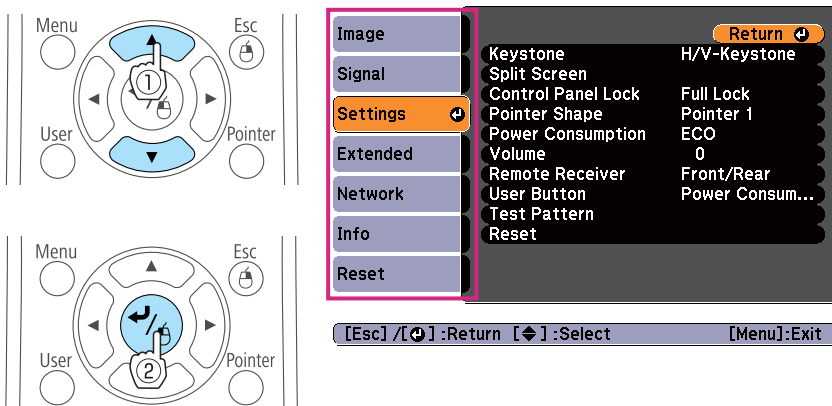 Menu
Esc
1
User
Pointer
Menu
Esc
User
Pointer
2
Image
Signal
Settings
Extended
Network
Info
Reset
Return
Keystone H/V-Keystone
Split Screen
Control Panel Lock Full Lock
Pointer Shape Pointer 1
Power Consumption ECO
Volume 0
Remote Receiver Front/Rear
User Button Power Consum...
Test Pattern
Reset
[Esc] /[ ] :Return [ ] :Select [Menu]:Exit